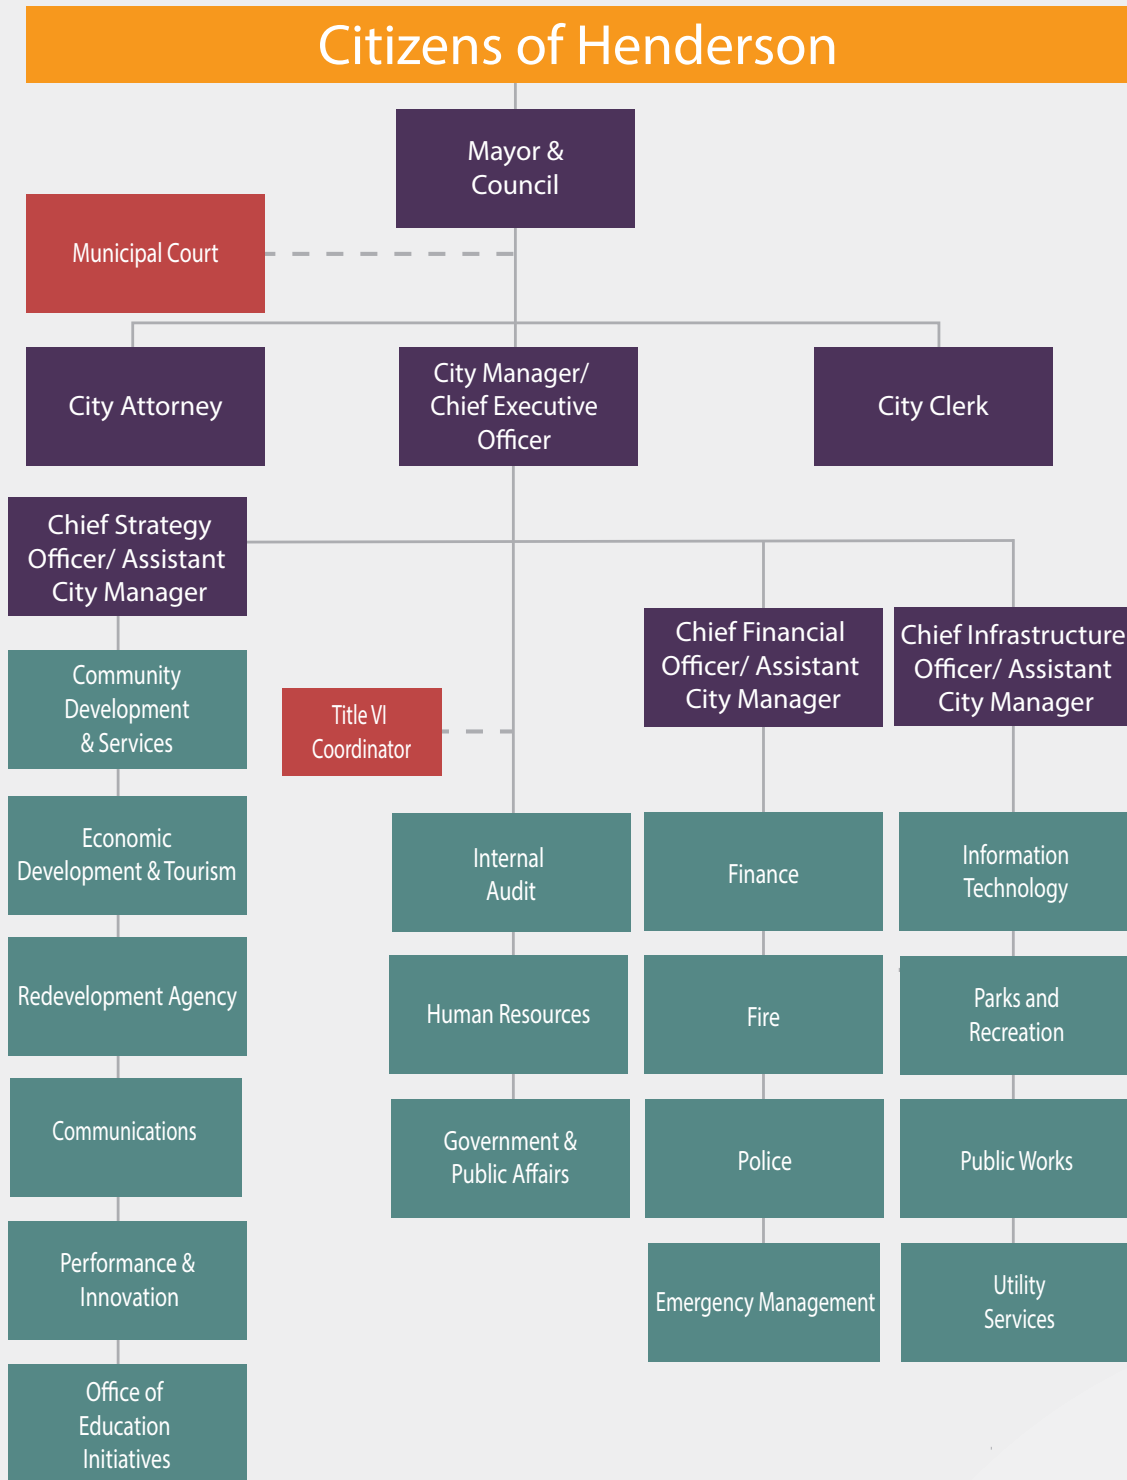 Citizens of Henderson
Mayor &
Council
Municipal Court
City Attorney
City Manager/
Chief Executive
Officer
City Clerk
Chief Strategy
Officer/ Assistant
City Manager
Community
Development
& Services
Economic
Development & Tourism
Redevelopment Agency
Communications
Performance &
Innovation
Office of
Education
Initiatives
Title VI
Coordinator
Internal
Audit
Human Resources
Government &
Public Affairs
Chief Financial
Officer/ Assistant
City Manager
Finance
Fire
Police
Emergency Management
Chief Infrastructure
Officer/ Assistant
City Manager
Information
Technology
Parks and
Recreation
Public Works
Utility
Services